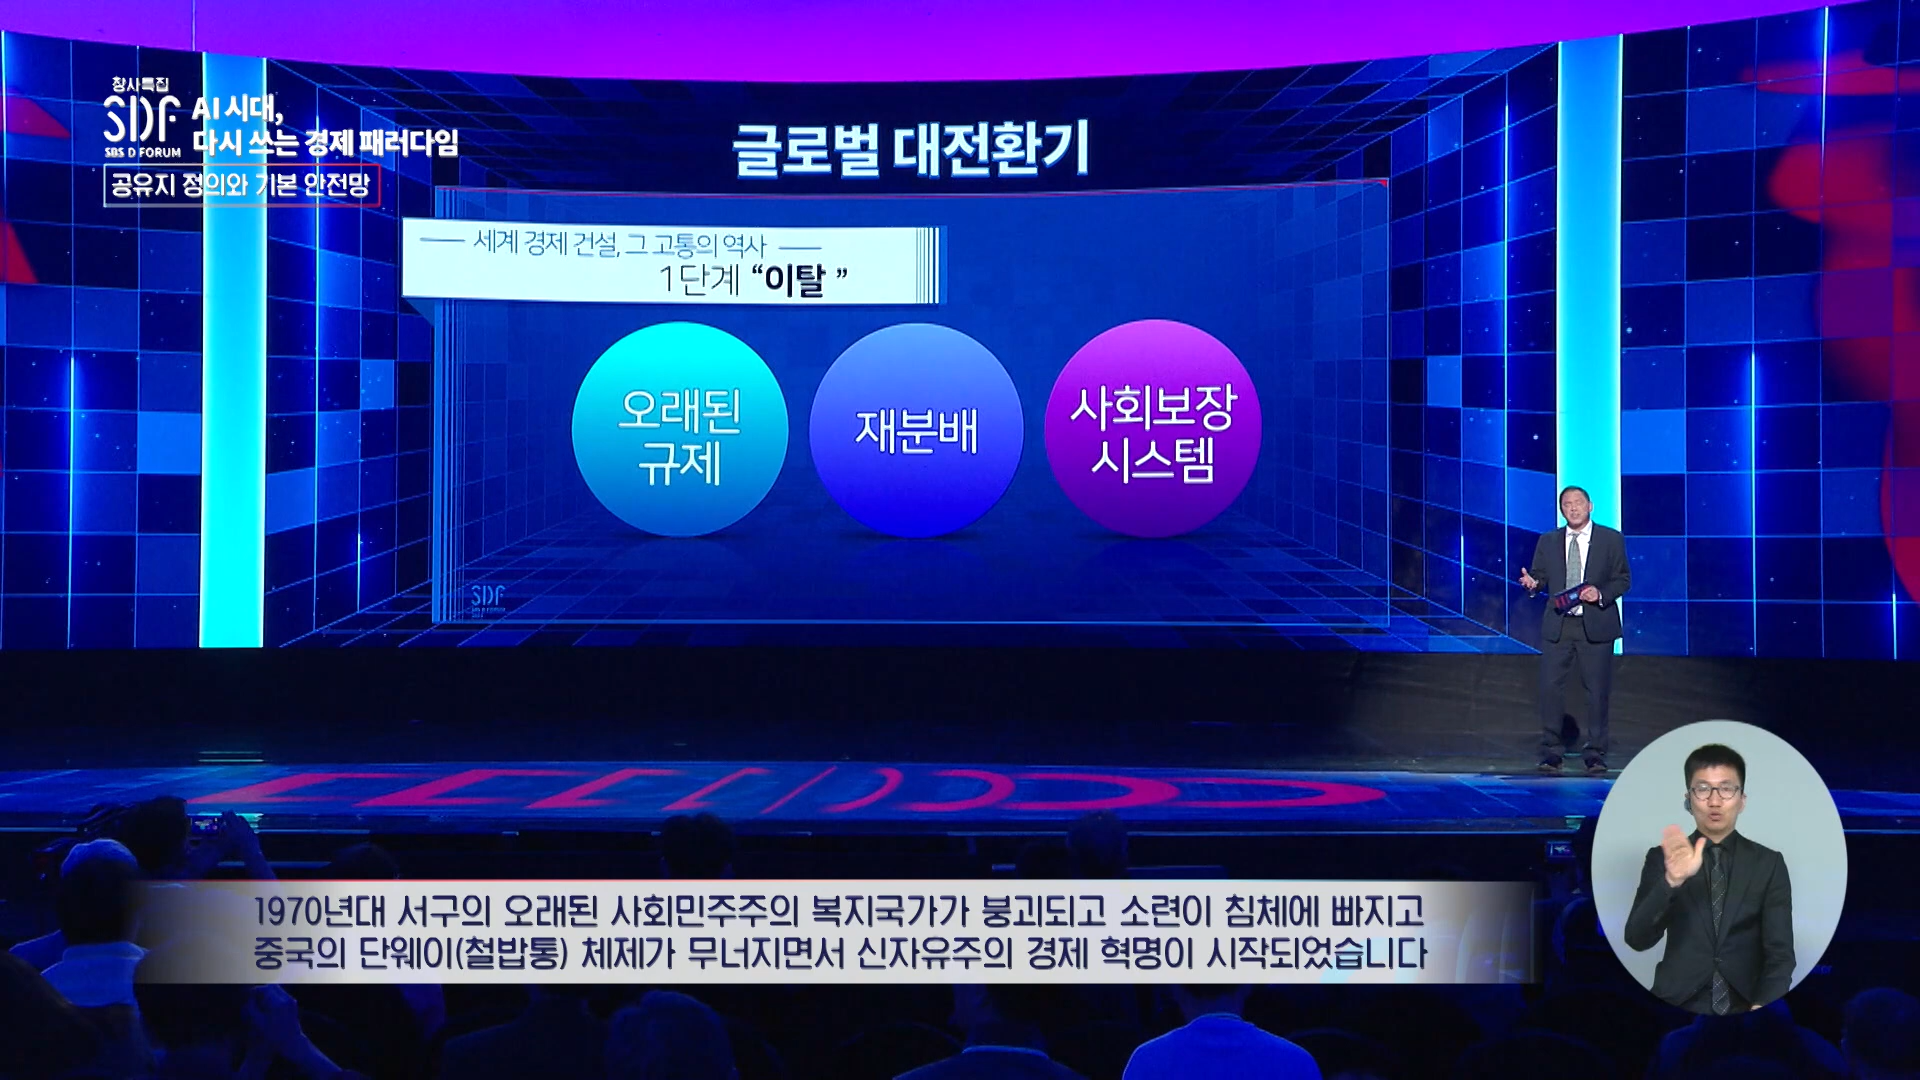 창사특집
SDF
SBS D FORUM
AI 시대,
다시 쓰는 경제 패러다임
공유지 정의와 기본 안전망
글로벌 대전환기
세계 경제 건설, 그 고통의 역사
1단계 “이탈 ”
오래된
규제
재분배
사회보장
시스템
SDF
1970년대 서구의 오래된 사회민주주의 복지국가가 붕괴되고 소련이 침체에 빠지고
중국의 단웨이(철밥통) 체제가 무너지면서 신자유주의 경제 혁명이 시작되었습니다